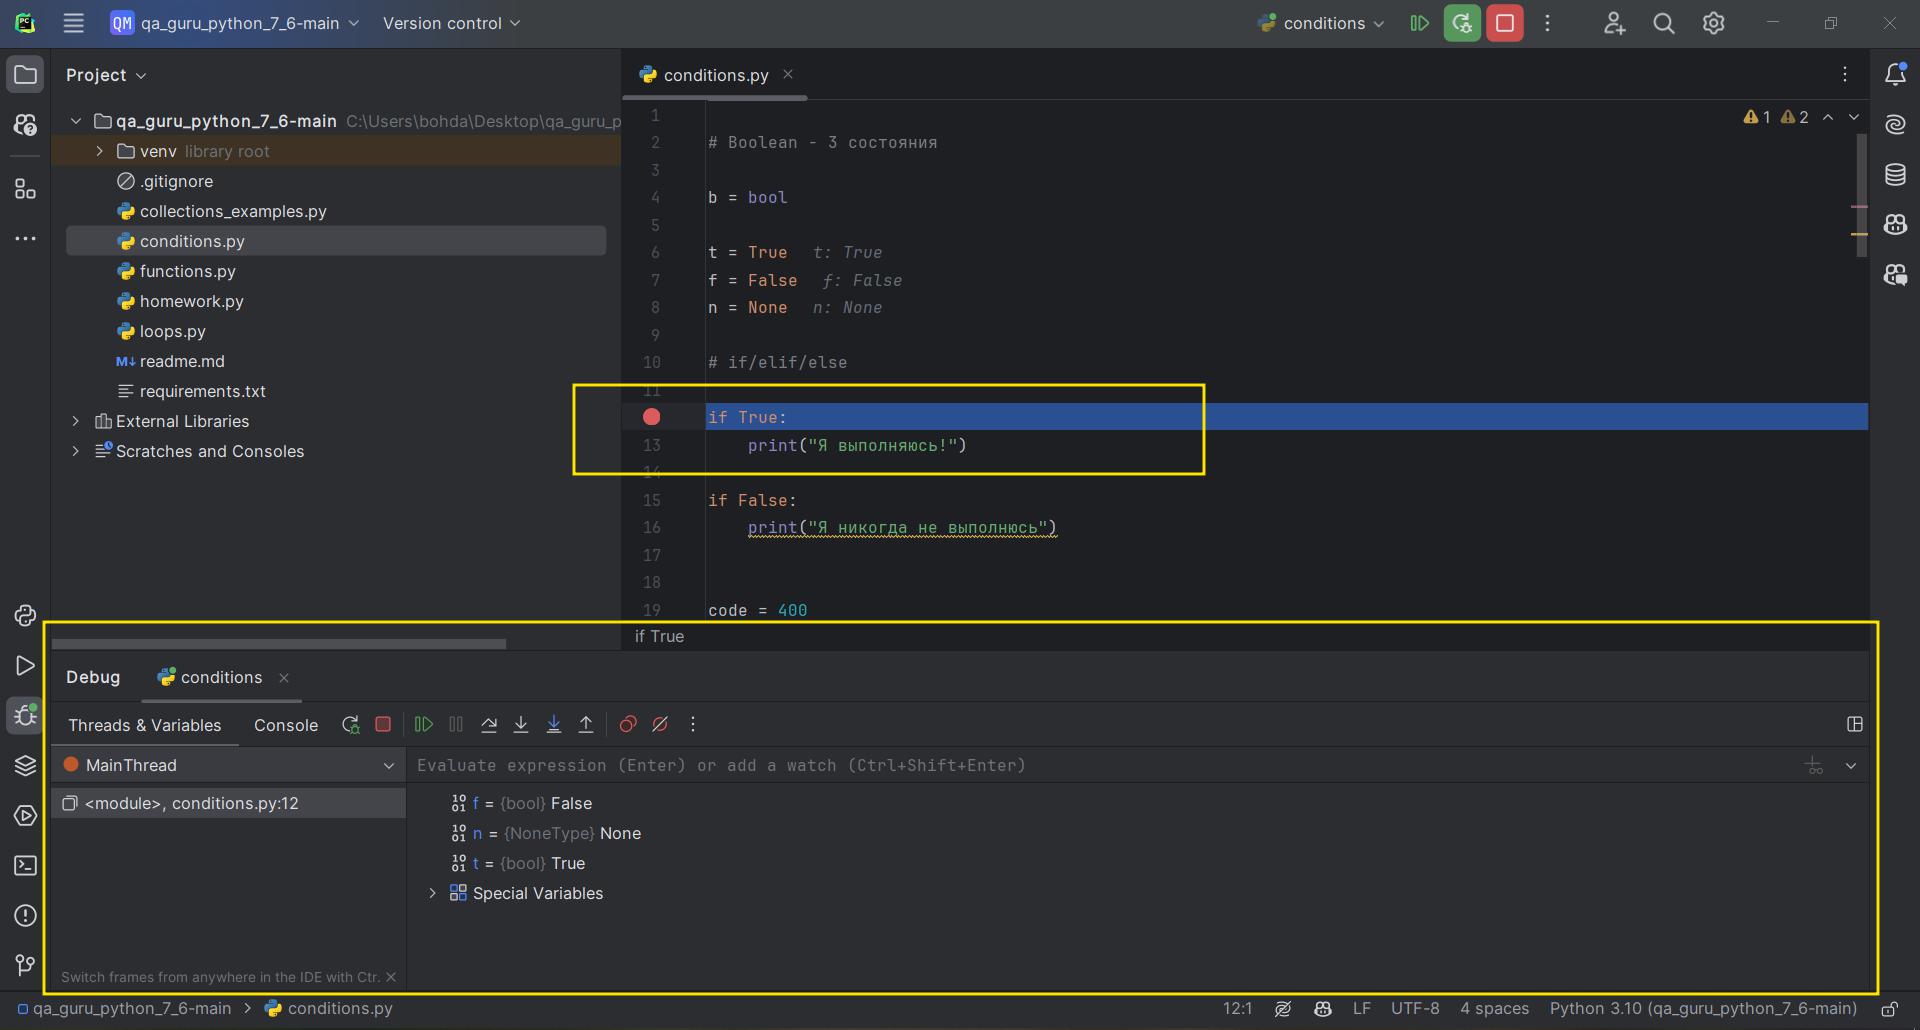 QM qa_guru_python_7_6-main Version control conditions
Project
qa_guru_python_7_6-main C:\Users\bohda\Desktop\qa_guru_p
venv library root
.gitignore
collections_examples.py
conditions.py
functions.py
homework.py
loops.py
M↓ readme.md
requirements.txt
External Libraries
Scratches and Consoles
conditions.py
1 2
1
2 # Boolean - 3 состояния
3
4 b = bool
5
6 t = True t: True
7 f = False f: False
8 n = None n: None
9
10 # if/elif/else
11
if True:
13 print("Я выполняюсь!")
14
15 if False:
16 print("Я никогда не выполнюсь")
17
18
19 code = 400
if True
Debug conditions
Threads & Variables Console
MainThread
Evaluate expression (Enter) or add a watch (Ctrl+Shift+Enter)
<module>, conditions.py:12
f = {bool} False
n = {NoneType} None
t = {bool} True
Special Variables
Switch frames from anywhere in the IDE with Ctr.
qa_guru_python_7_6-main > conditions.py
12:1 LF UTF-8 4 spaces Python 3.10 (qa_guru_python_7_6-main)